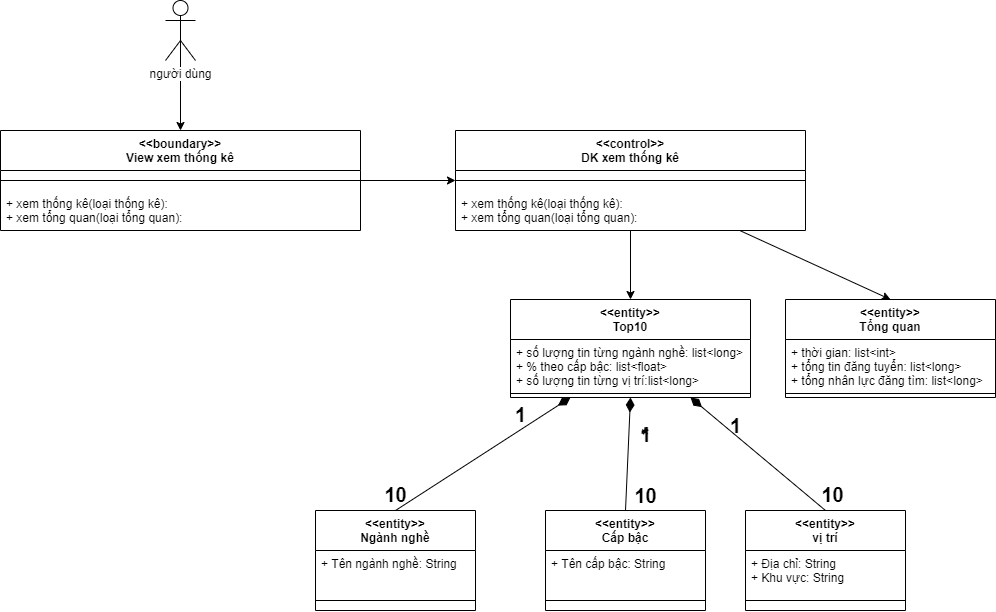 người dùng
<<boundary>>
View xem thống kê
+ xem thống kê(loại thống kê):
+ xem tổng quan(loại tổng quan):
<<control>>
DK xem thống kê
+ xem thống kê(loại thống kê):
+ xem tổng quan(loại tổng quan):
<<entity>>
Top10
+ số lượng tin từng ngành nghề: list<long>
+ % theo cấp bậc: list<float>
+ số lượng tin từng vị trí:list<long>
<<entity>>
Tổng quan
+ thời gian: list<int>
+ tổng tin đăng tuyển: list<long>
+ tổng nhân lực đăng tìm: list<long>
1
1
1
10
10
10
<<entity>>
Ngành nghề
+ Tên ngành nghề: String
<<entity>>
Cấp bậc
+ Tên cấp bậc: String
<<entity>>
vị trí
+ Địa chỉ: String
+ Khu vực: String